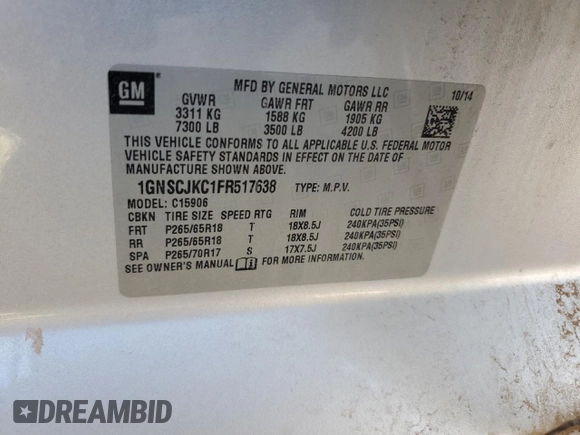 GM
MFD BY GENERAL MOTORS LLC
10/14
GVWR GAWR FRT GAWR RR
3311 KG 1588 KG 1905 KG
7300 LB 3500 LB 4200 LB
THIS VEHICLE CONFORMS TO ALL APPLICABLE U.S. FEDERAL MOTOR
VEHICLE SAFETY STANDARDS IN EFFECT ON THE DATE OF
MANUFACTURE SHOWN ABOVE.
1GNSCJKC1FR517638 TYPE: M.P.V.
MODEL: C15906
CBKN TIRE SIZE SPEED RTG RIM COLD TIRE PRESSURE
FRT P265/65R18 T 18X8.5J 240KPA(35PSI)
RR P265/65R18 T 18X8.5J 240KPA(35PSI)
SPA P265/70R17 S 17X7.5J 240KPA(35PSI)
SEE OWNER'S MANUAL FOR MORE INFORMATION.
DREAMBID